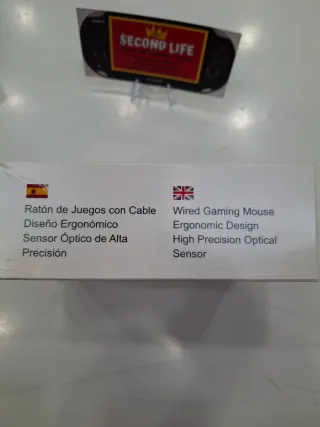 SECOND LIFE
Ratón de Juegos con Cable
Diseño Ergonómico
Sensor Óptico de Alta
Precisión
Wired Gaming Mouse
Ergonomic Design
High Precision Optical
Sensor